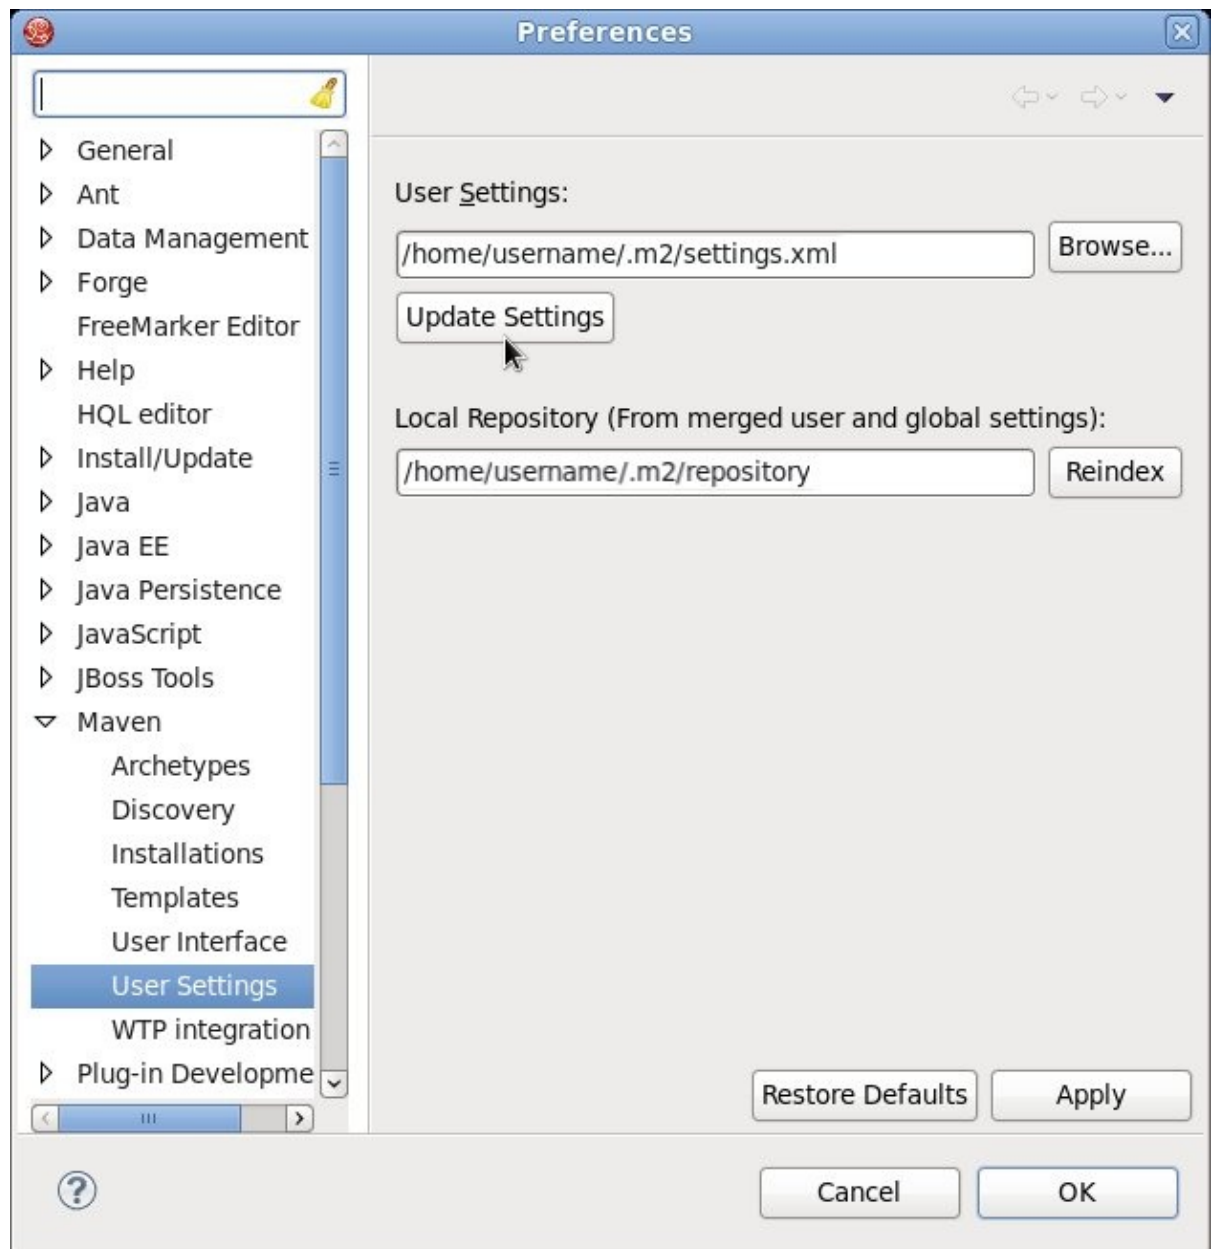 Preferences
General
Ant
Data Management
Forge
FreeMarker Editor
Help
HQL editor
Install/Update
Java
Java EE
Java Persistence
JavaScript
JBoss Tools
Maven
Archetypes
Discovery
Installations
Templates
User Interface
User Settings
WTP integration
Plug-in Developme
User Settings:
/home/username/.m2/settings.xml
Browse...
Update Settings
Local Repository (From merged user and global settings):
/home/username/.m2/repository
Reindex
Restore Defaults
Apply
?
Cancel
OK